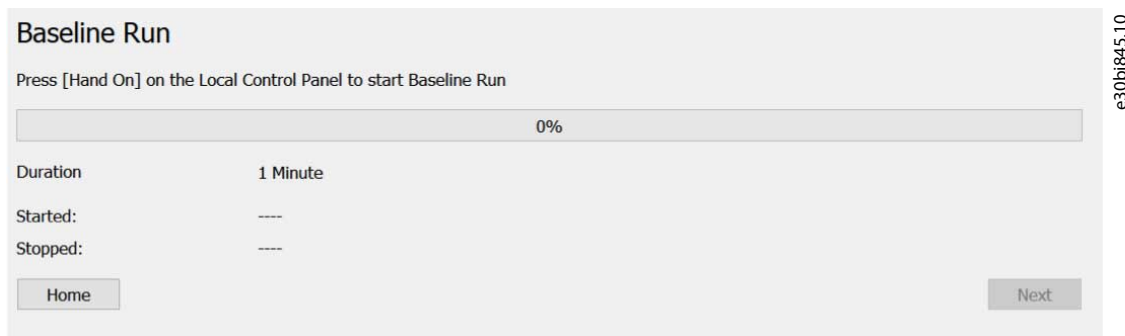 Baseline Run
Press [Hand On] on the Local Control Panel to start Baseline Run
0%
Duration 1 Minute
Started: ----
Stopped: ----
Home Next
e30bj845.10